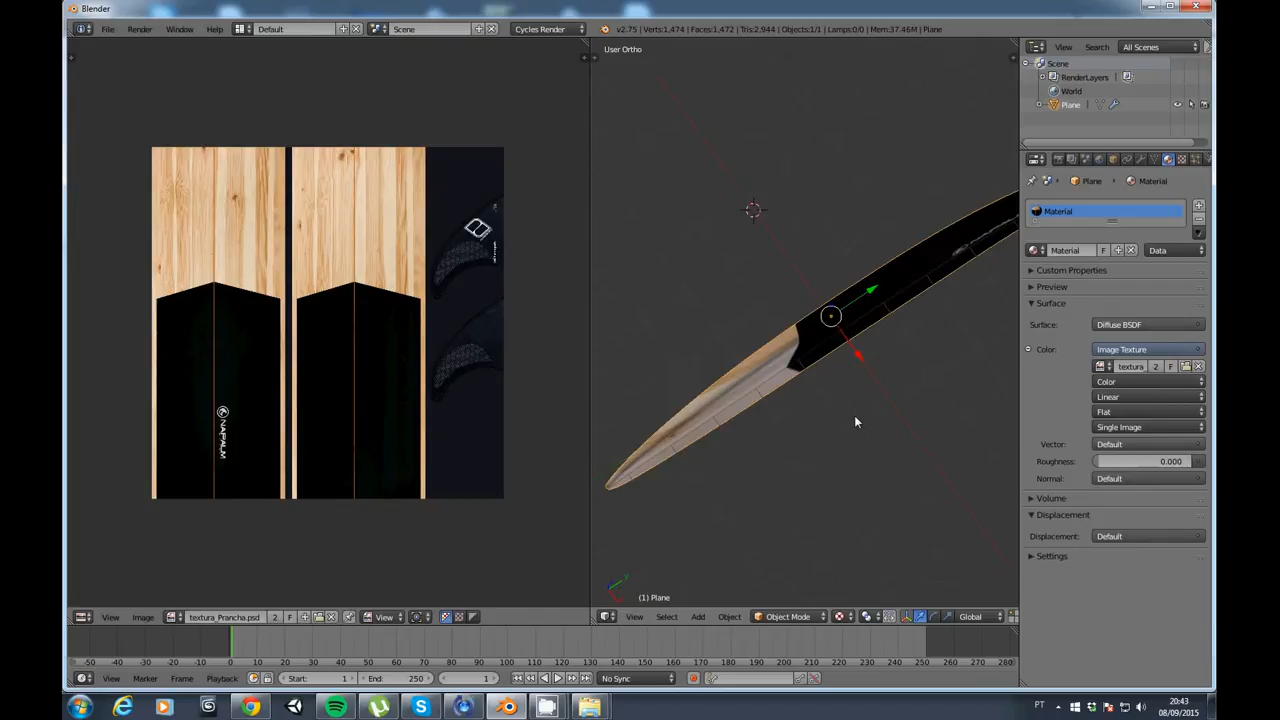 Blender
File Render Window Help Default Scene Cycles Render v2.75 | Verts:1,474 | Faces:1,472 | Tris:2,944 | Objects:1/1 | Lamps:0/0 | Mem:37.46M | Plane
View Search All Scenes
User Ortho
Scene
RenderLayers
World
Plane
Plane Material
Material
Material F Data
Custom Properties
Preview
Surface
Surface: Diffuse BSDF
Color: Image Texture
textura 2 F
Color
Linear
Flat
Single Image
Vector: Default
Roughness: 0.000
Normal: Default
Volume
Displacement
Displacement: Default
Settings
NAPALM
(1) Plane
View Image textura_Prancha.psd 2 F View
View Select Add Object Object Mode Global
-50 -40 -30 -20 -10 0 10 20 30 40 50 60 70 80 90 100 110 120 130 140 150 160 170 180 190 200 210 220 230 240 250 260 270 280
View Marker Frame Playback Start: 1 End: 250 1 No Sync
PT 20:43
08/09/2015